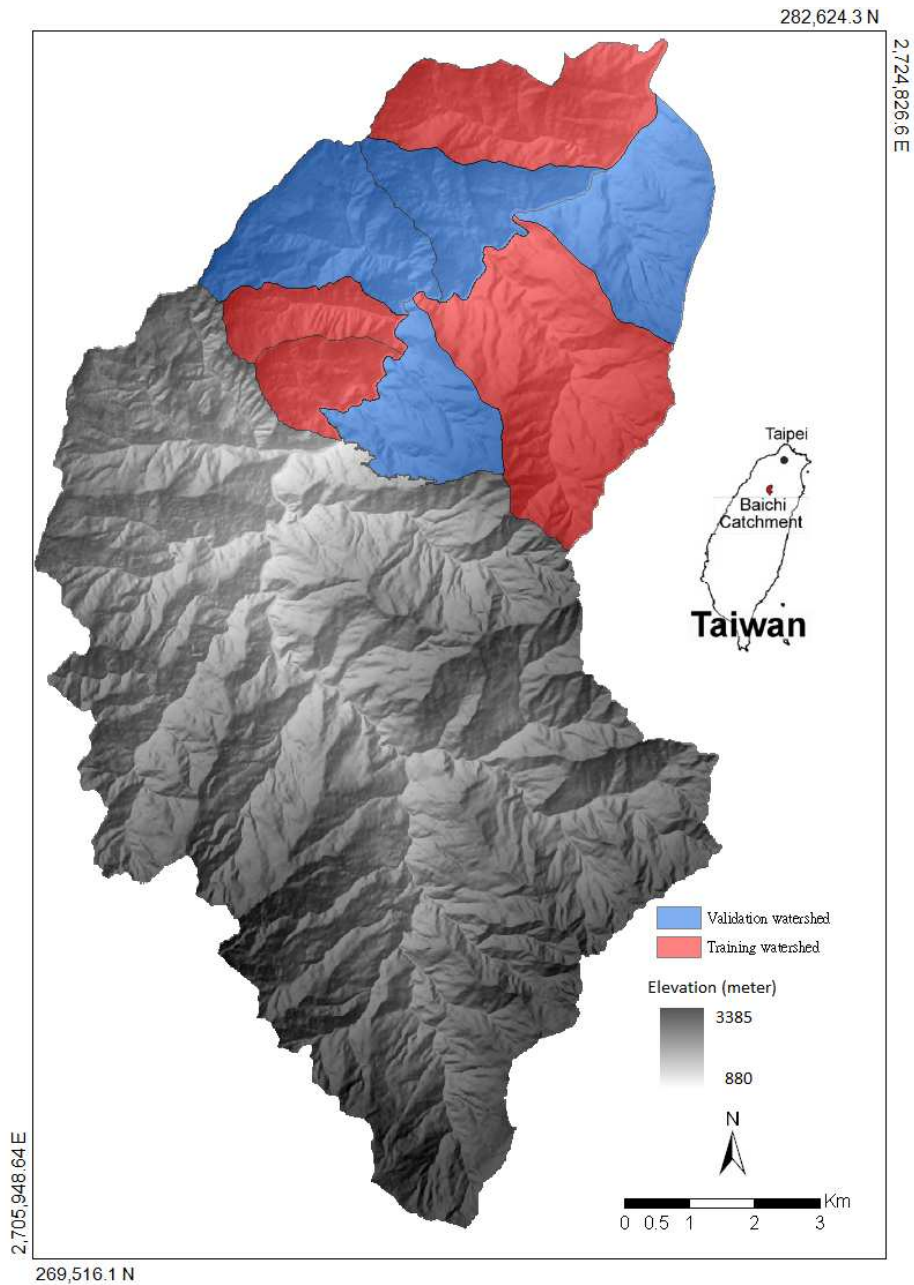 282,624.3 N
2,724,826.6 E
Taipei
Baichi
Catchment
Taiwan
Validation watershed
Training watershed
Elevation (meter)
3385
880
N
Km
0 0.5 1 2 3
2,705,948.64 E
269,516.1 N